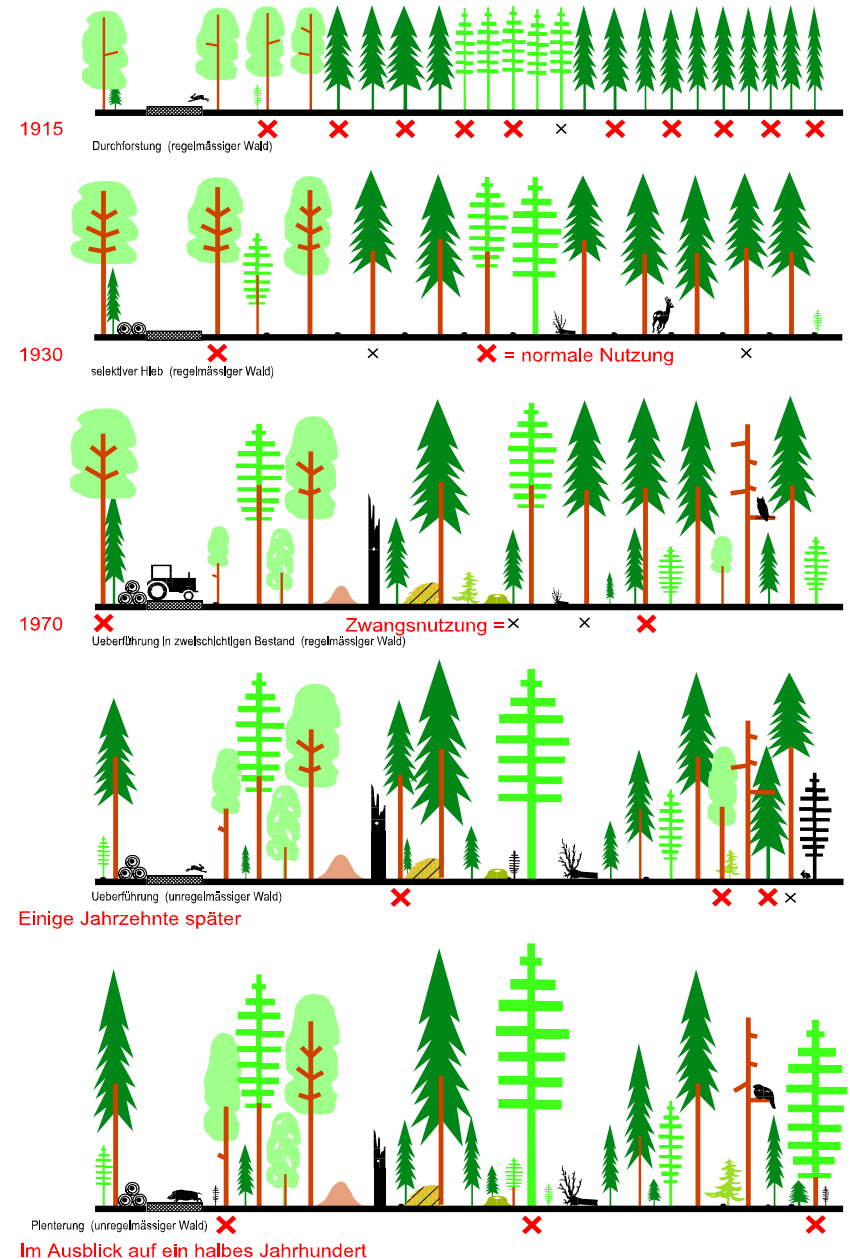 1915
Durchforstung (regelmässiger Wald)
1930
= normale Nutzung
selektiver Hieb (regelmässiger Wald)
1970
Zwangsnutzung =
Ueberführung in zweischichtigen Bestand (regelmässiger Wald)
Ueberführung (unregelmässiger Wald)
Einige Jahrzehnte später
Plenterung (unregelmässiger Wald)
Im Ausblick auf ein halbes Jahrhundert